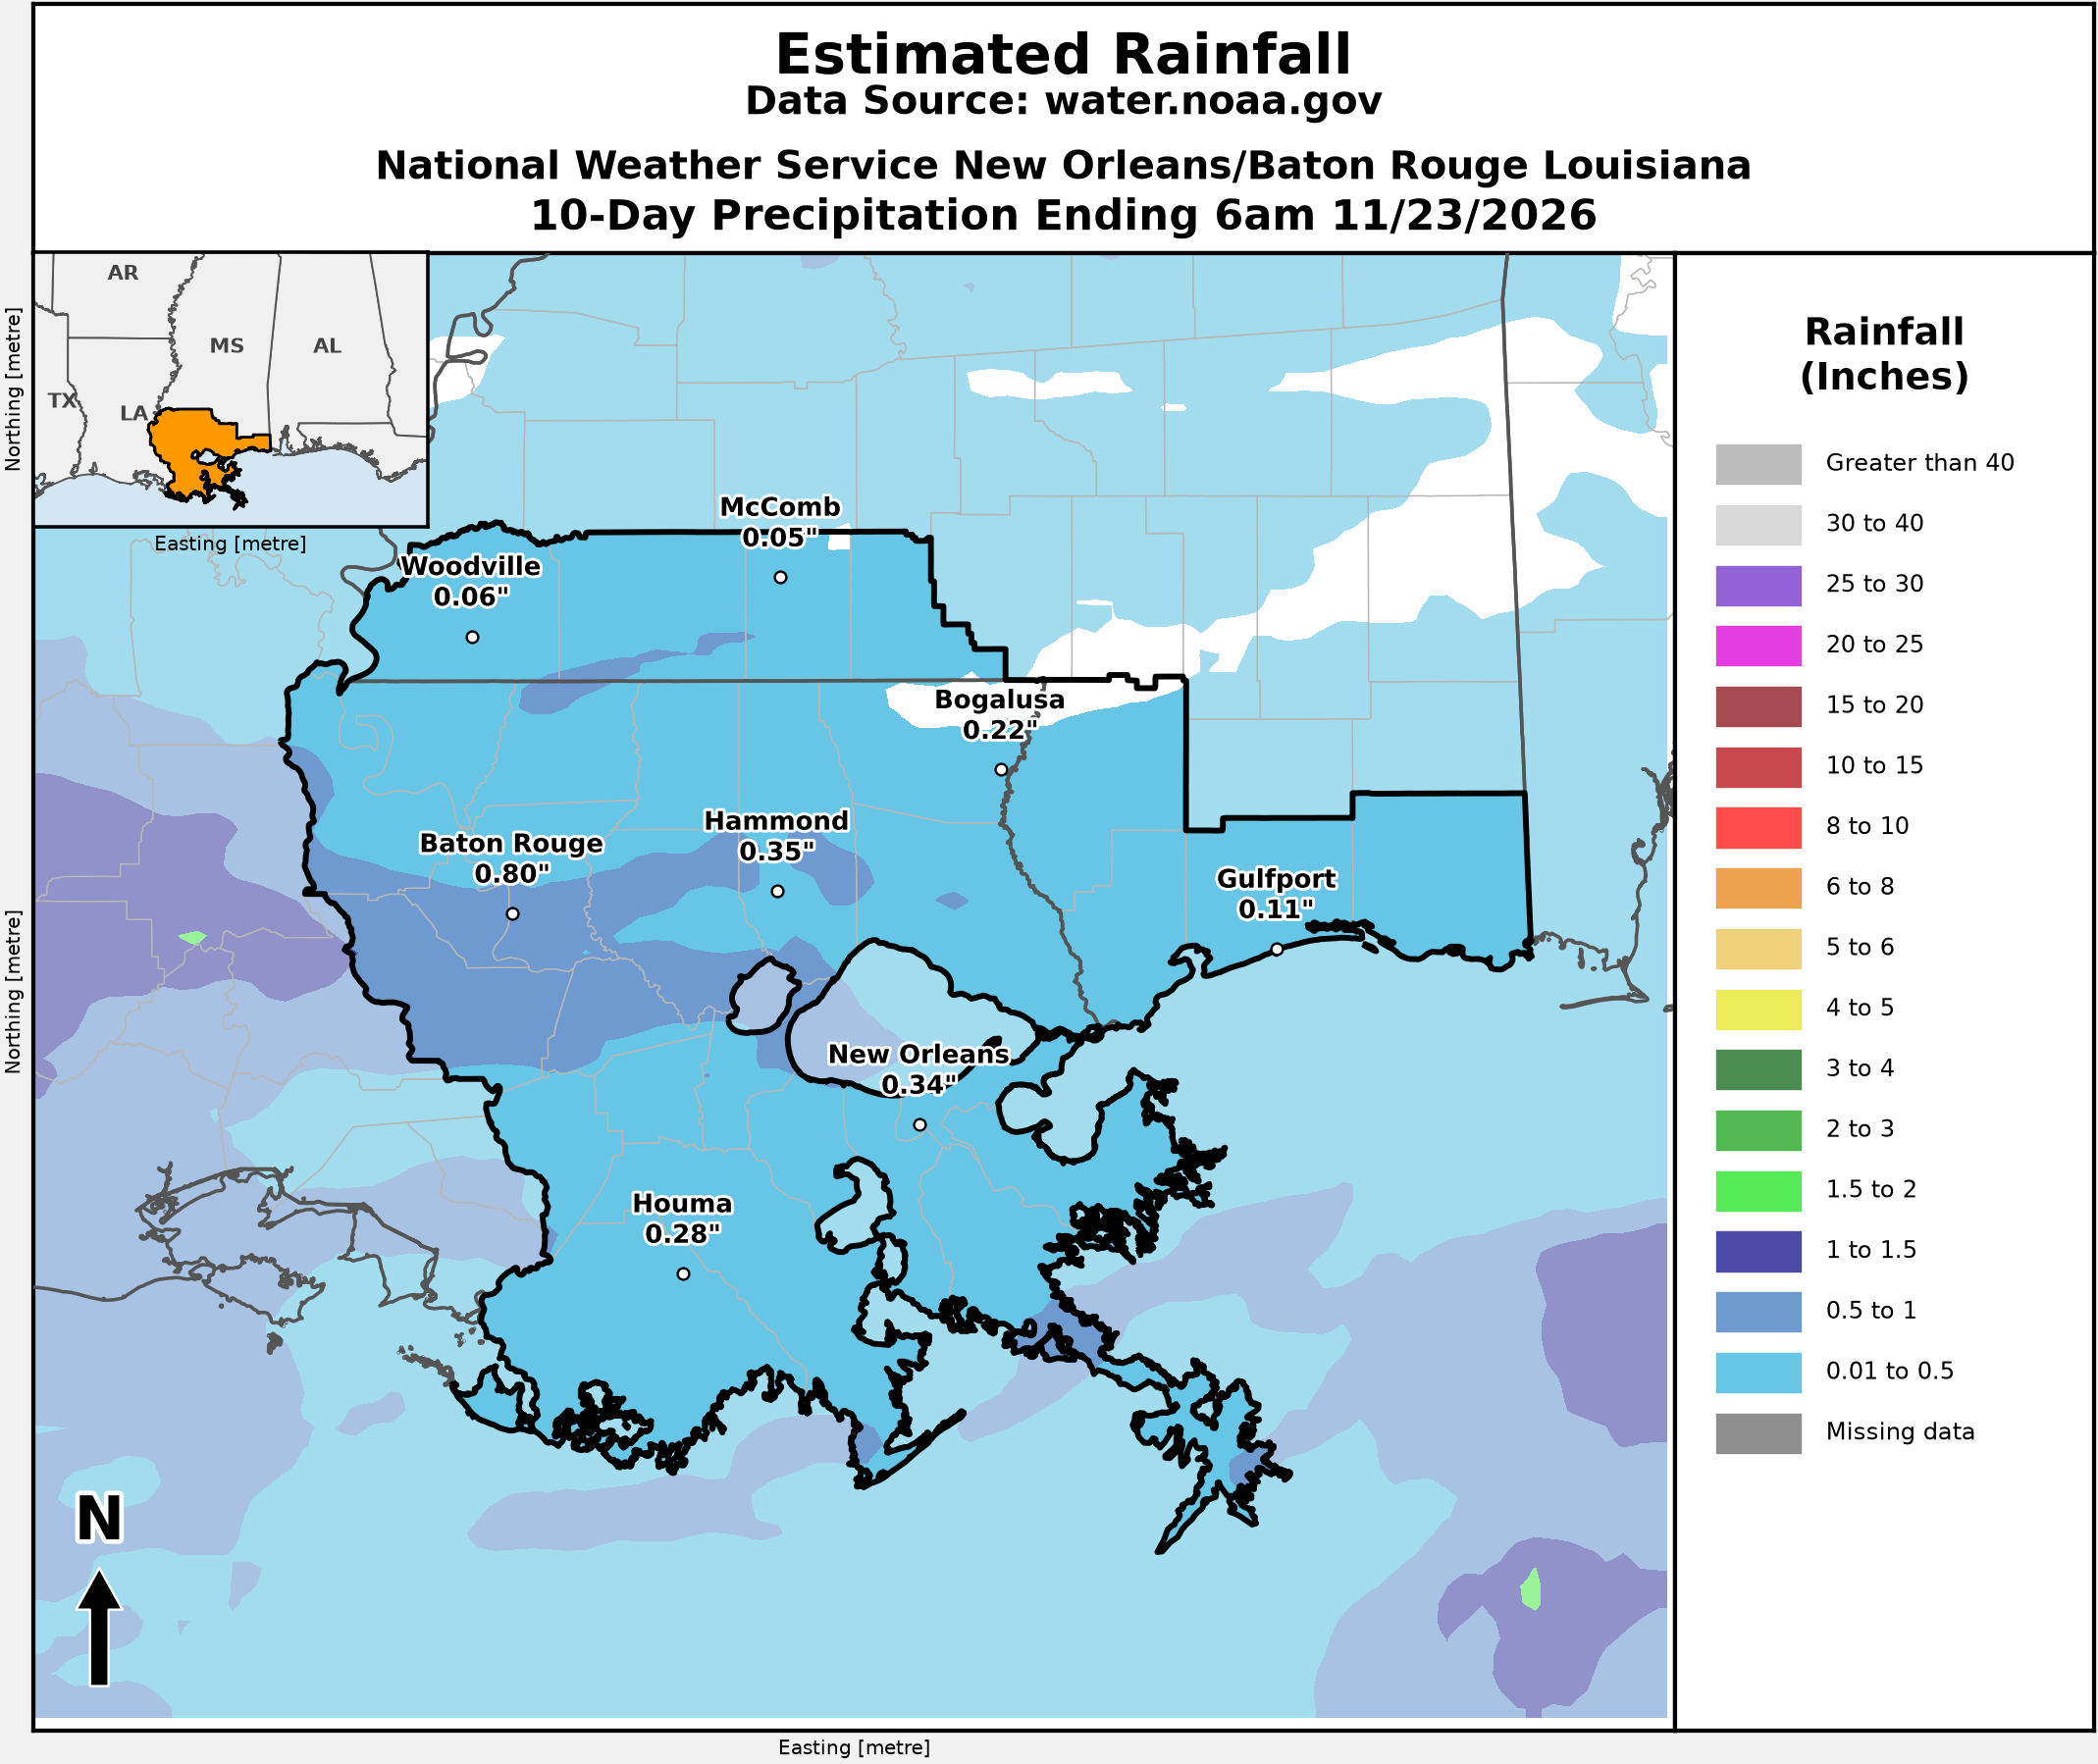 Estimated Rainfall
Data Source: water.noaa.gov
National Weather Service New Orleans/Baton Rouge Louisiana
10-Day Precipitation Ending 6am 11/23/2026
AR
MS
AL
TX
LA
Northing [metre]
Easting [metre]
McComb
0.05"
Woodville
0.06"
Bogalusa
0.22"
Hammond
0.35"
Baton Rouge
0.80"
Gulfport
0.11"
New Orleans
0.34"
Houma
0.28"
N
Northing [metre]
Easting [metre]
Rainfall
(Inches)
Greater than 40
30 to 40
25 to 30
20 to 25
15 to 20
10 to 15
8 to 10
6 to 8
5 to 6
4 to 5
3 to 4
2 to 3
1.5 to 2
1 to 1.5
0.5 to 1
0.01 to 0.5
Missing data